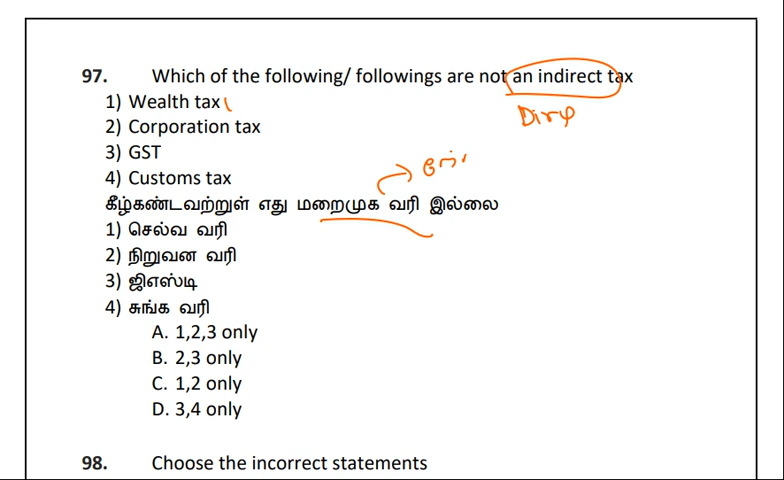 97. Which of the following/ followings are not an indirect tax
1) Wealth tax
2) Corporation tax
3) GST
4) Customs tax
கீழ்கண்டவற்றுள் எது மறைமுக வரி இல்லை
1) செல்வ வரி
2) நிறுவன வரி
3) ஜிஎஸ்டி
4) சுங்க வரி
A. 1,2,3 only
B. 2,3 only
C. 1,2 only
D. 3,4 only
98. Choose the incorrect statements